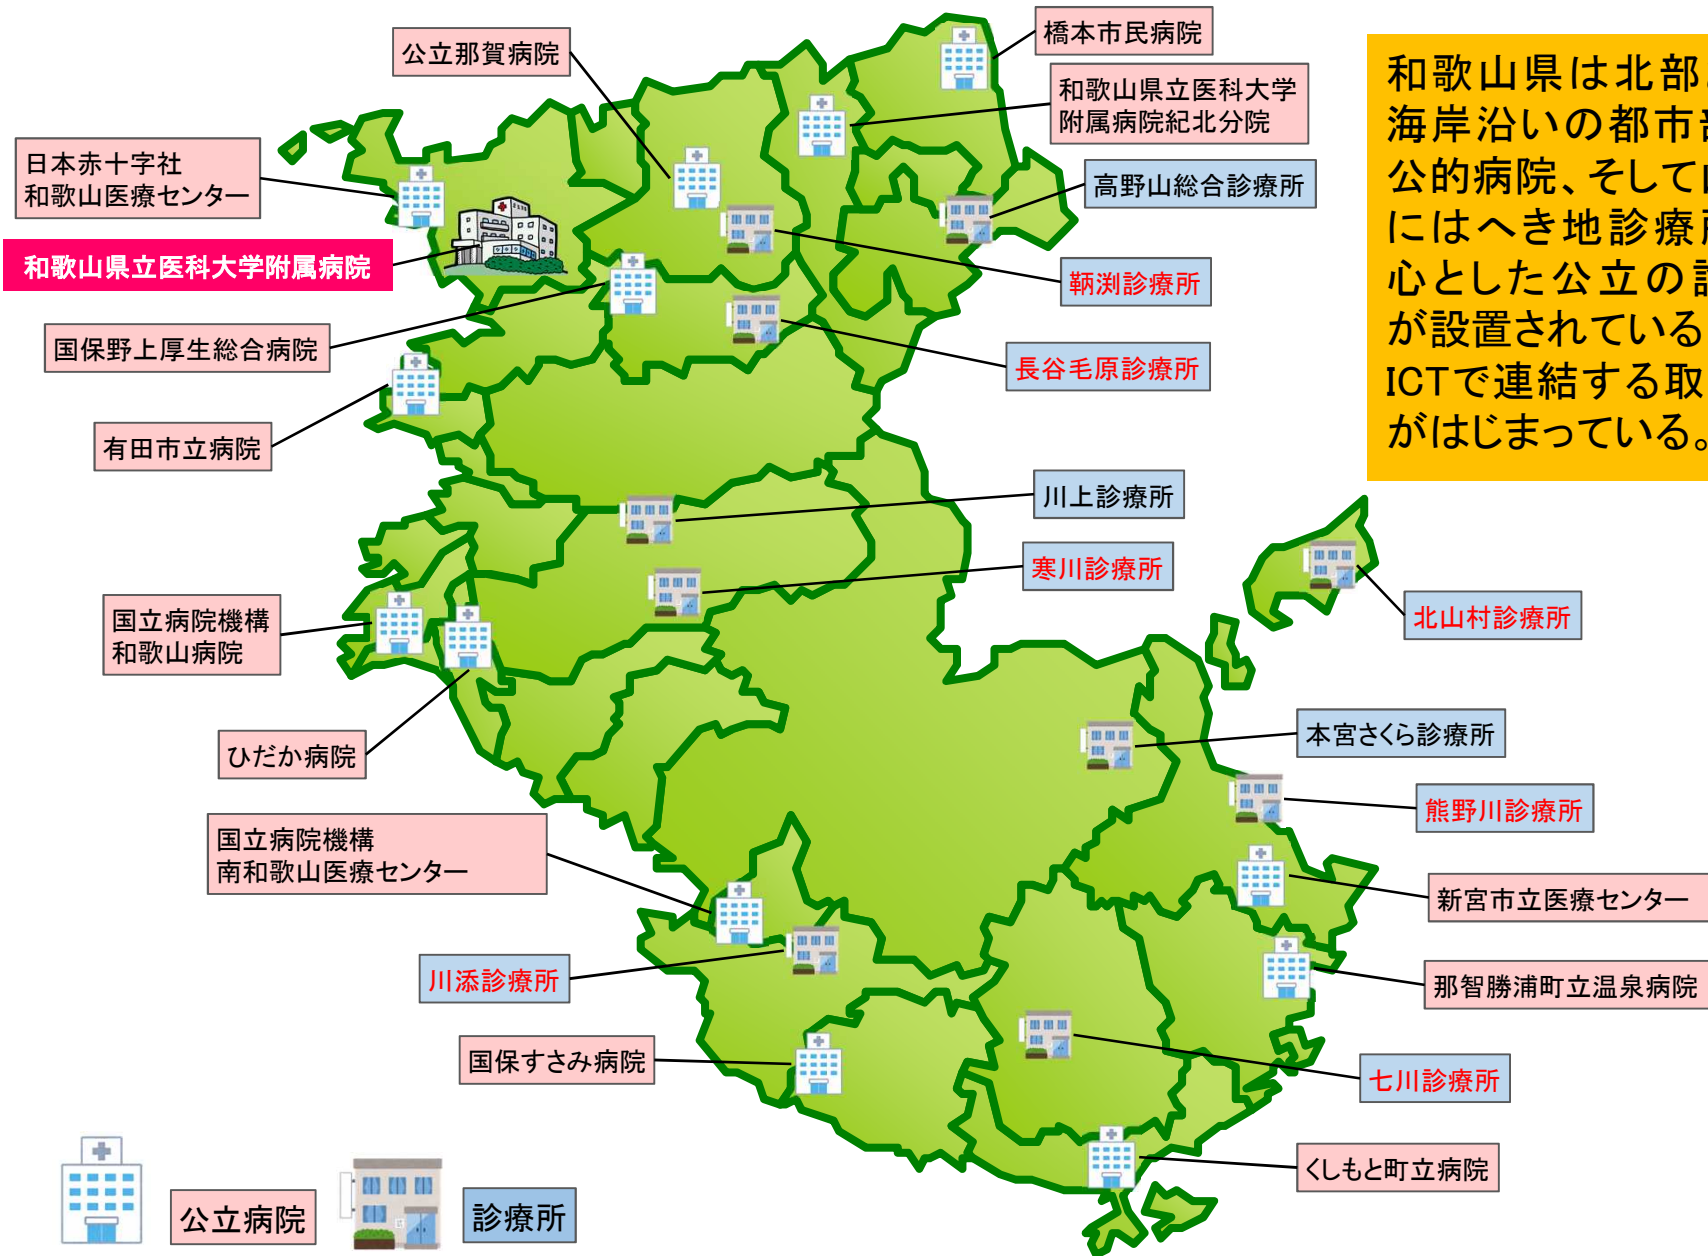 橋本市民病院
公立那賀病院
和歌山県立医科大学
附属病院紀北分院
日本赤十字社
和歌山医療センター
高野山総合診療所
和歌山県立医科大学附属病院
鞆渕診療所
国保野上厚生総合病院
長谷毛原診療所
有田市立病院
川上診療所
寒川診療所
国立病院機構
和歌山病院
北山村診療所
ひだか病院
本宮さくら診療所
熊野川診療所
国立病院機構
南和歌山医療センター
新宮市立医療センター
川添診療所
那智勝浦町立温泉病院
国保すさみ病院
七川診療所
くしもと町立病院
公立病院
診療所
和歌山県は北部
海岸沿いの都市
公的病院、そして
にはへき地診療
心とした公立の
が設置されている
ICTで連結する取
がはじまっている。